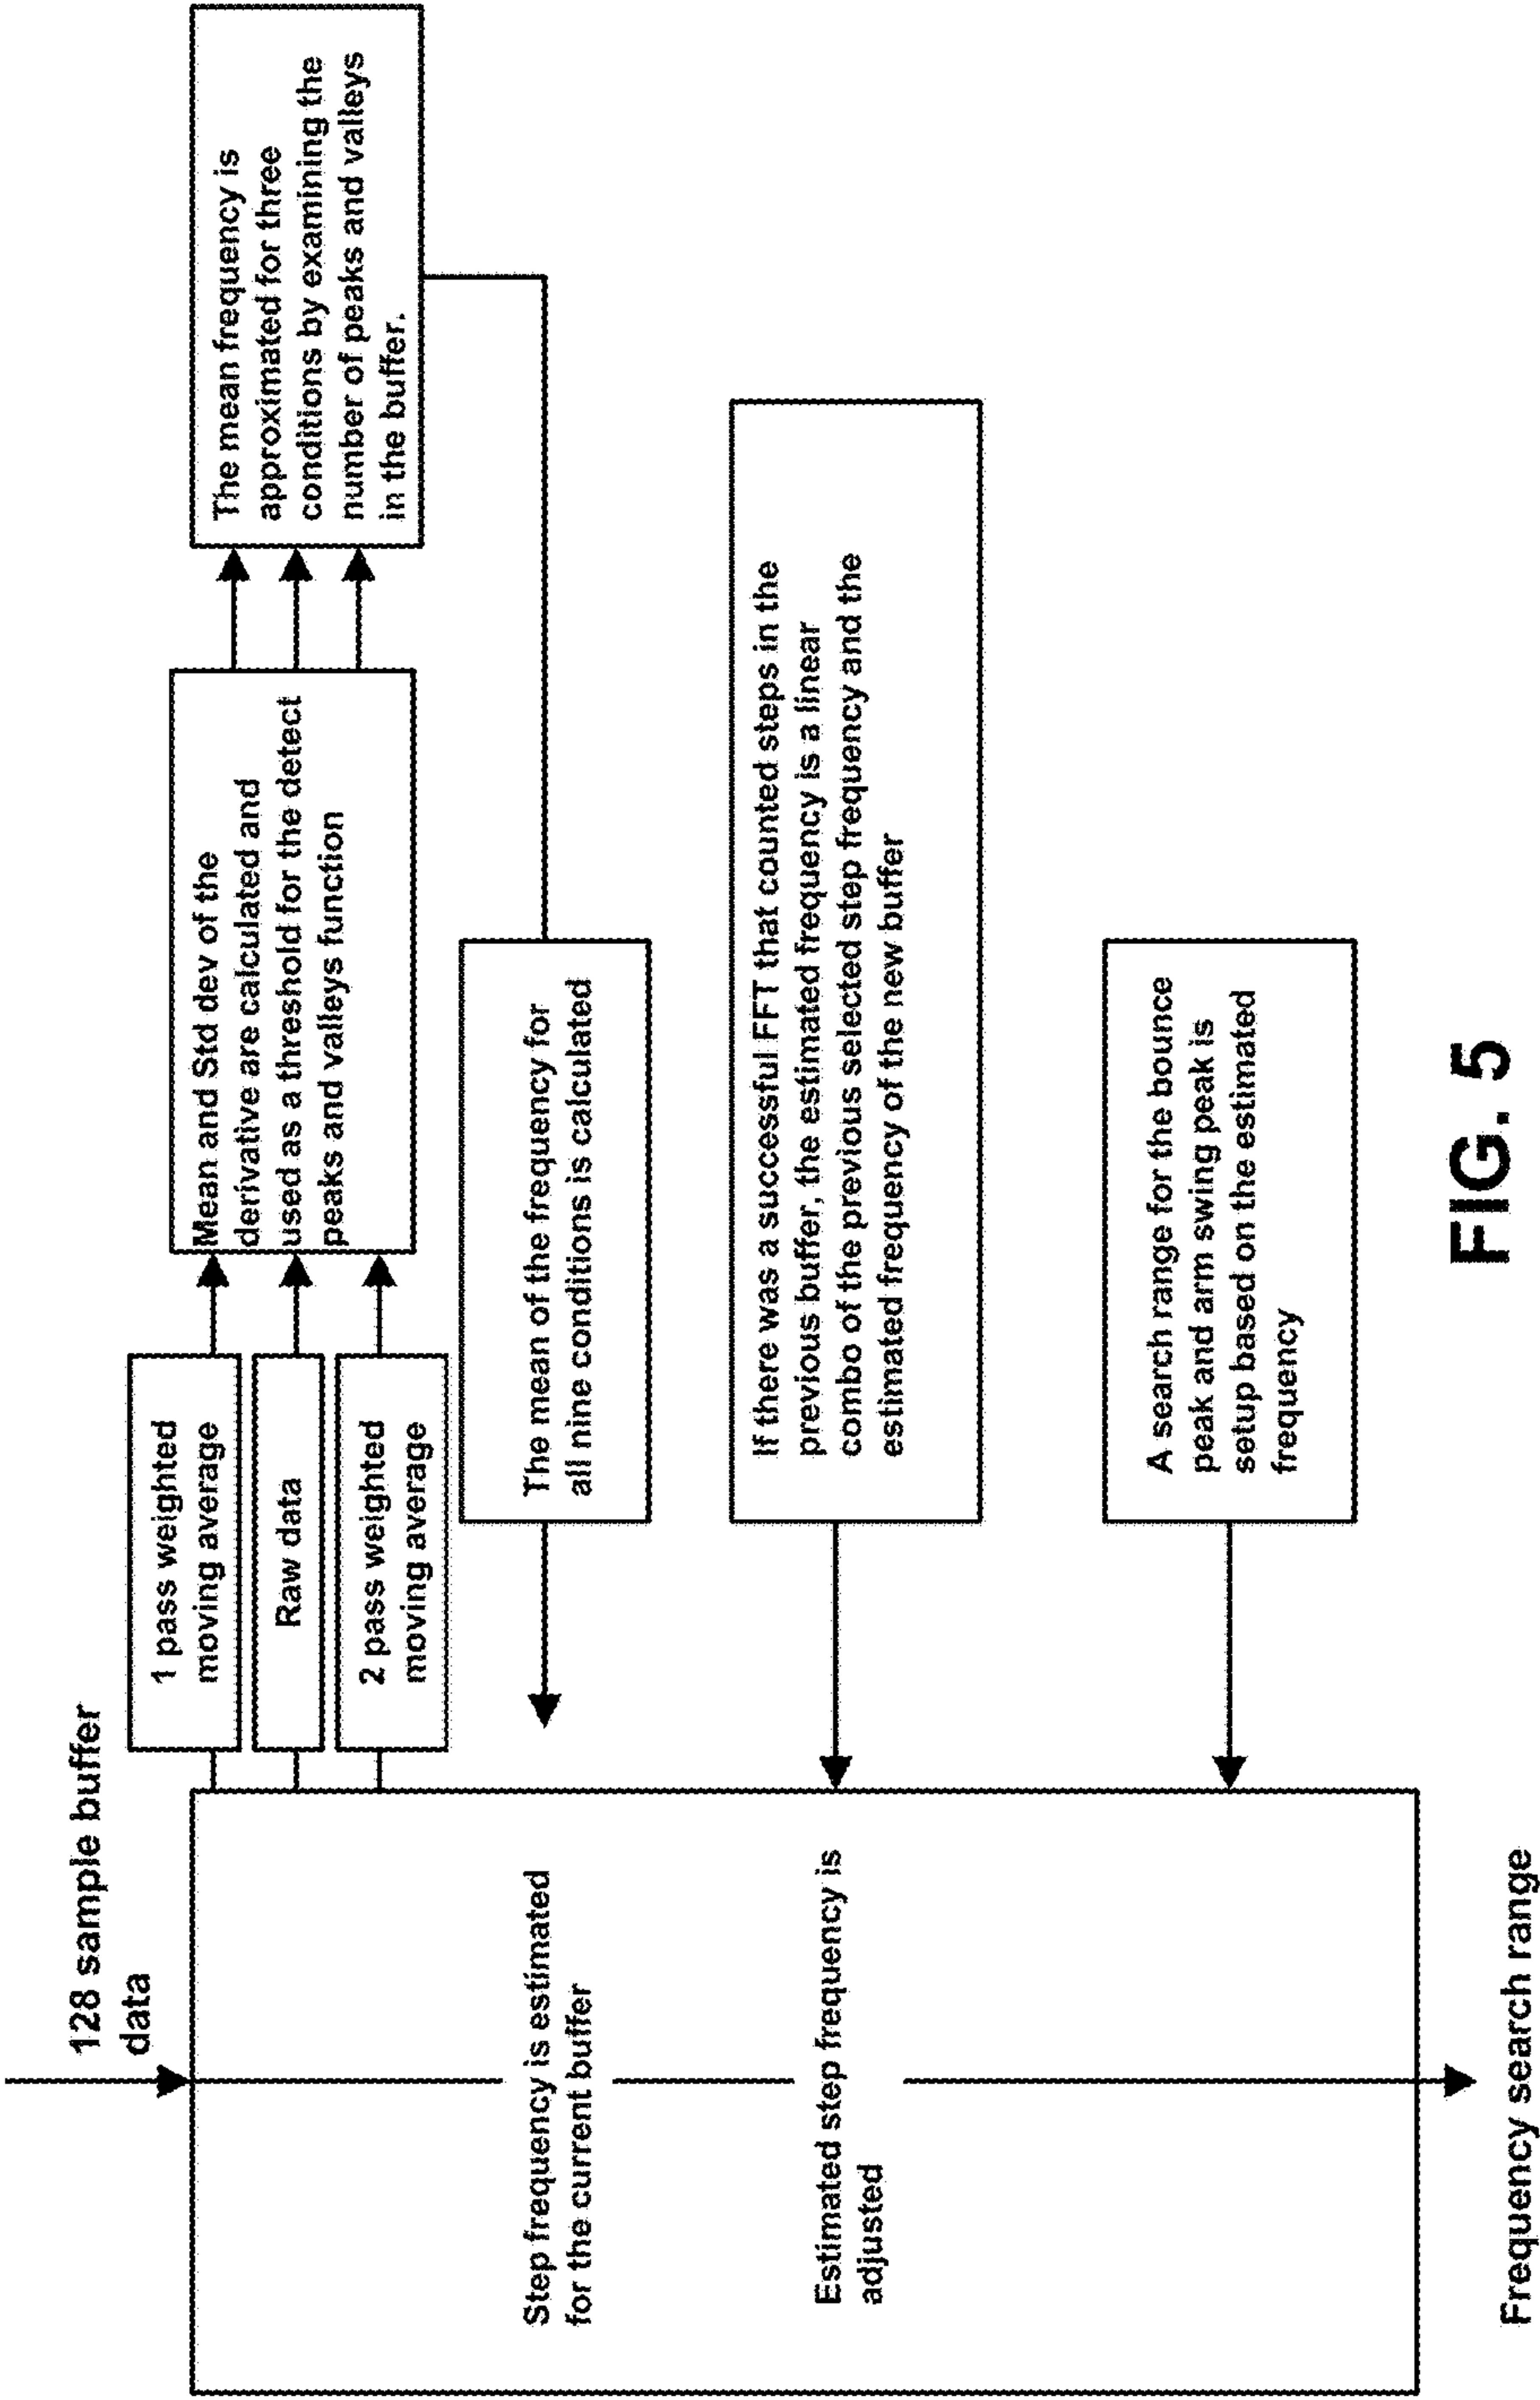 128 sample buffer
data
1 pass weighted
moving average
Raw data
2 pass weighted
moving average
Mean and Std dev of the
derivative are calculated and
used as a threshold for the detect
peaks and valleys function
The mean frequency is
approximated for three
conditions by examining the
number of peaks and valleys
in the buffer.
Step frequency is estimated
for the current buffer
The mean of the frequency for
all nine conditions is calculated
Estimated step frequency is
adjusted
If there was a successful FFT that counted steps in the
previous buffer, the estimated frequency is a linear
combo of the previous selected step frequency and the
estimated frequency of the new buffer
A search range for the bounce
peak and arm swing peak is
setup based on the estimated
frequency
Frequency search range
FIG. 5